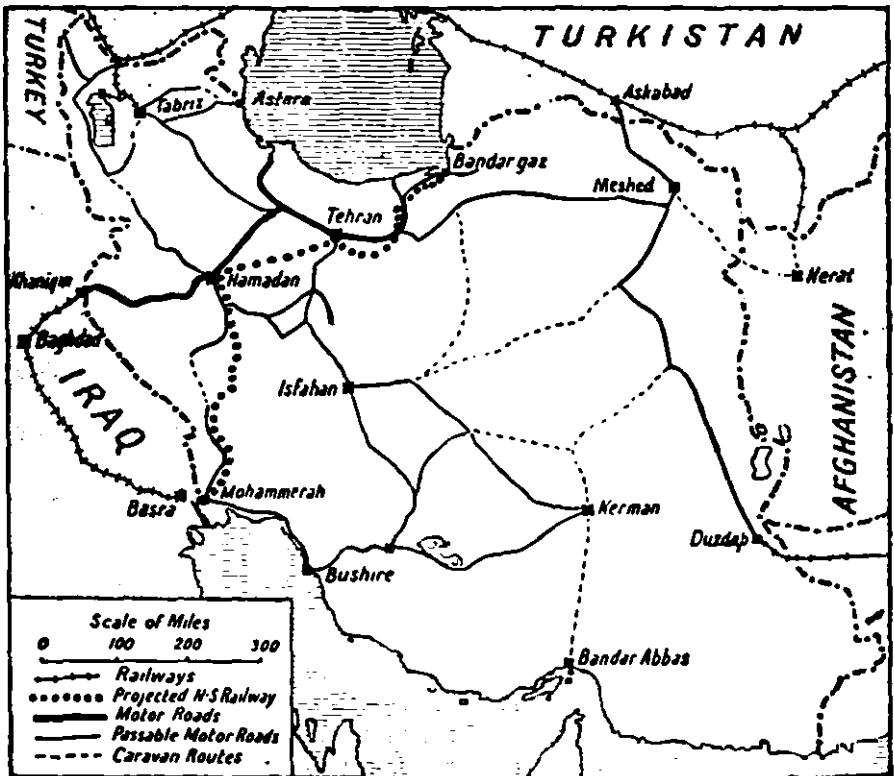 TURKISTAN
TURKEY
Tabriz
Astara
Askabad
Bandar gaz
Meshed
Tehran
Herat
Hamadan
Khaniqin
Baghdad
IRAQ
AFGHANISTAN
Isfahan
Basra
Mohammerah
Kerman
Duzdap
Bushire
Bandar Abbas
Scale of Miles
0 100 200 300
Railways
Projected N-S Railway
Motor Roads
Passable Motor Roads
Caravan Routes